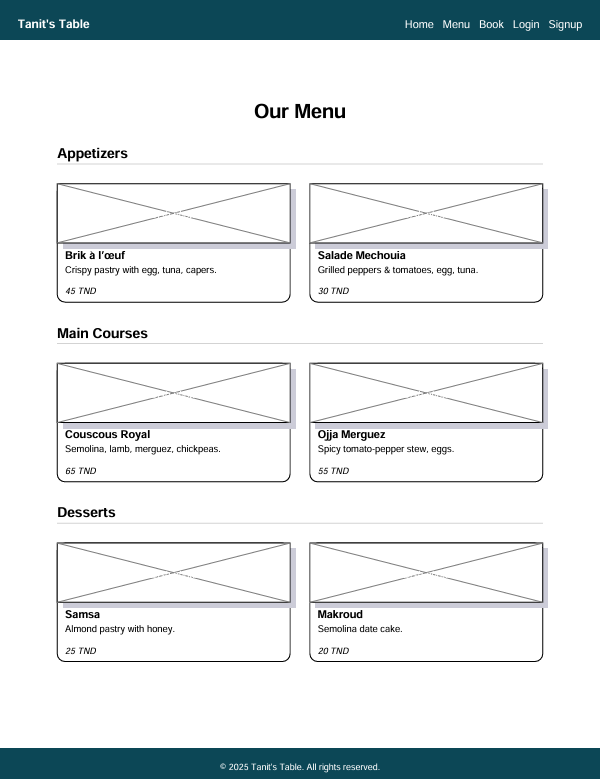 Tanit's Table
Home Menu Book Login Signup
Our Menu
Appetizers
Brik à l'œuf
Crispy pastry with egg, tuna, capers.
45 TND
Salade Mechouia
Grilled peppers & tomatoes, egg, tuna.
30 TND
Main Courses
Couscous Royal
Semolina, lamb, merguez, chickpeas.
65 TND
Ojja Merguez
Spicy tomato-pepper stew, eggs.
55 TND
Desserts
Samsa
Almond pastry with honey.
25 TND
Makroud
Semolina date cake.
20 TND
© 2025 Tanit's Table. All rights reserved.